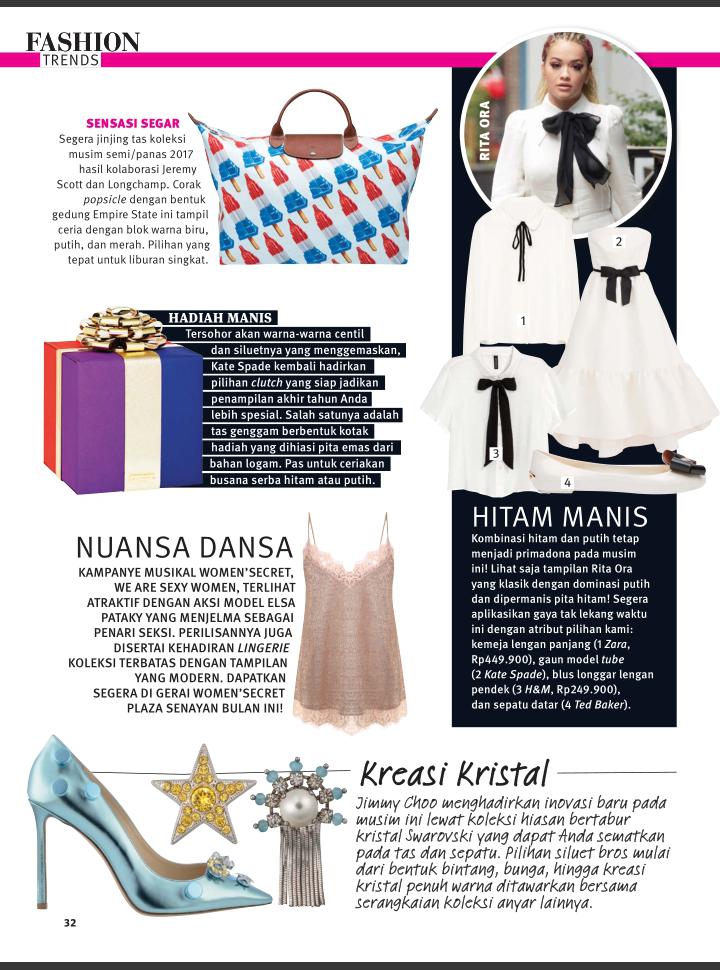 FASHION
TRENDS
SENSASI SEGAR
Segera jinjing tas koleksi
musim semi/panas 2017
hasil kolaborasi Jeremy
Scott dan Longchamp. Corak
popsicle dengan bentuk
gedung Empire State ini tampil
ceria dengan blok warna biru,
putih, dan merah. Pilihan yang
tepat untuk liburan singkat.
RITA ORA
1
2
3
4
HADIAH MANIS
Tersohor akan warna-warna centil
dan siluetnya yang menggemaskan,
Kate Spade kembali hadirkan
pilihan clutch yang siap jadikan
penampilan akhir tahun Anda
lebih spesial. Salah satunya adalah
tas genggam berbentuk kotak
hadiah yang dihiasi pita emas dari
bahan logam. Pas untuk ceriakan
busana serba hitam atau putih.
HITAM MANIS
Kombinasi hitam dan putih tetap
menjadi primadona pada musim
ini! Lihat saja tampilan Rita Ora
yang klasik dengan dominasi putih
dan dipermanis pita hitam! Segera
aplikasikan gaya tak lekang waktu
ini dengan atribut pilihan kami:
kemeja lengan panjang (1 Zara,
Rp449.900), gaun model tube
(2 Kate Spade), blus longgar lengan
pendek (3 H&M, Rp249.900),
dan sepatu datar (4 Ted Baker).
NUANSA DANSA
KAMPANYE MUSIKAL WOMEN'SECRET,
WE ARE SEXY WOMEN, TERLIHAT
ATRAKTIF DENGAN AKSI MODEL ELSA
PATAKY YANG MENJELMA SEBAGAI
PENARI SEKSI. PERILISANNYA JUGA
DISERTAI KEHADIRAN LINGERIE
KOLEKSI TERBATAS DENGAN TAMPILAN
YANG MODERN. DAPATKAN
SEGERA DI GERAI WOMEN'SECRET
PLAZA SENAYAN BULAN INI!
Kreasi Kristal
Jimmy Choo menghadirkan inovasi baru pada
musim ini lewat koleksi hiasan bertabur
kristal Swarovski yang dapat Anda sematkan
pada tas dan sepatu. Pilihan siluet bros mulai
dari bentuk bintang, bunga, hingga kreasi
kristal penuh warna ditawarkan bersama
serangkaian koleksi anyar lainnya.
32